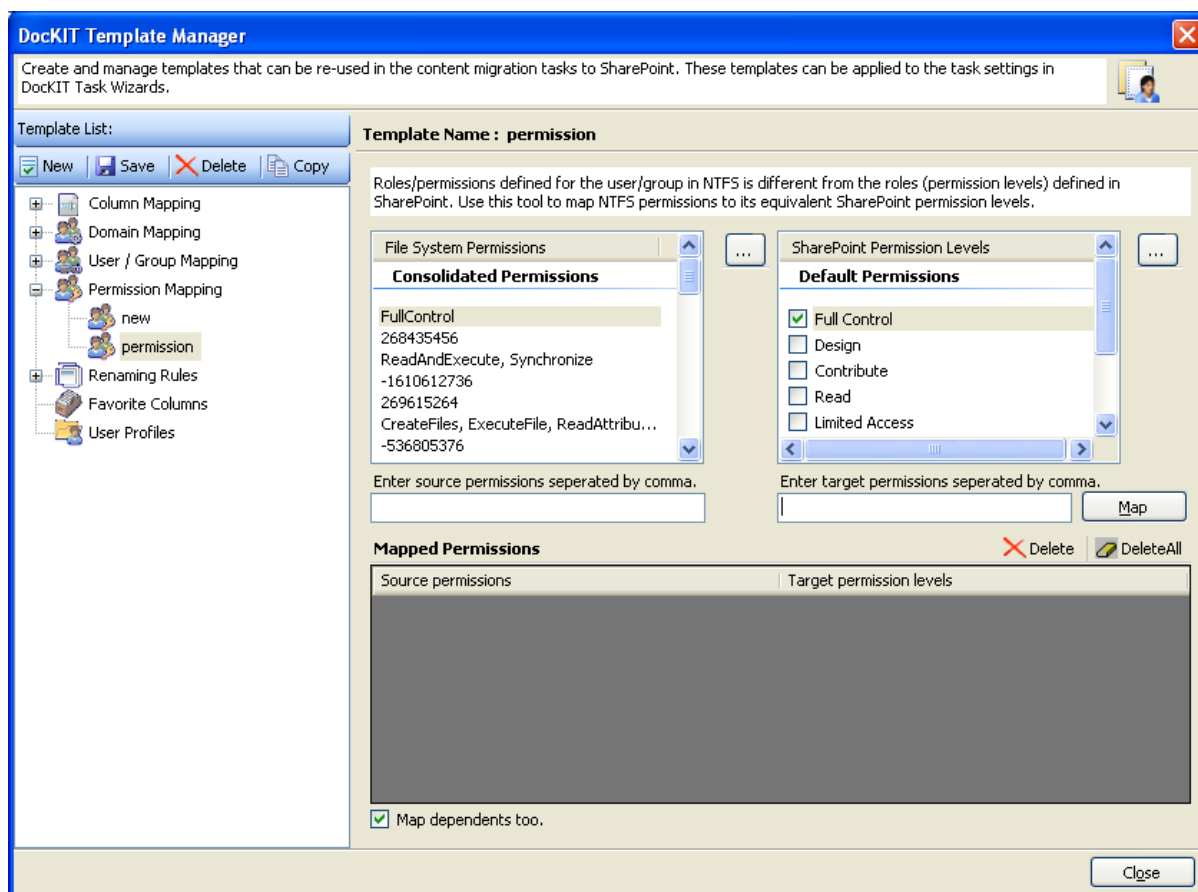 DocKIT Template Manager
Create and manage templates that can be re-used in the content migration tasks to SharePoint. These templates can be applied to the task settings in
DocKIT Task Wizards.
Template List:
New Save Delete Copy
Column Mapping
Domain Mapping
User / Group Mapping
Permission Mapping
new
permission
Renaming Rules
Favorite Columns
User Profiles
Template Name : permission
Roles/permissions defined for the user/group in NTFS is different from the roles (permission levels) defined in
SharePoint. Use this tool to map NTFS permissions to its equivalent SharePoint permission levels.
File System Permissions
Consolidated Permissions
FullControl
268435456
ReadAndExecute, Synchronize
-1610612736
269615264
CreateFiles, ExecuteFile, ReadAttribu...
-536805376
...
SharePoint Permission Levels
Default Permissions
Full Control
Design
Contribute
Read
Limited Access
...
Enter source permissions seperated by comma.
Enter target permissions seperated by comma.
Map
Mapped Permissions
Delete DeleteAll
Source permissions Target permission levels
Map dependents too.
Close